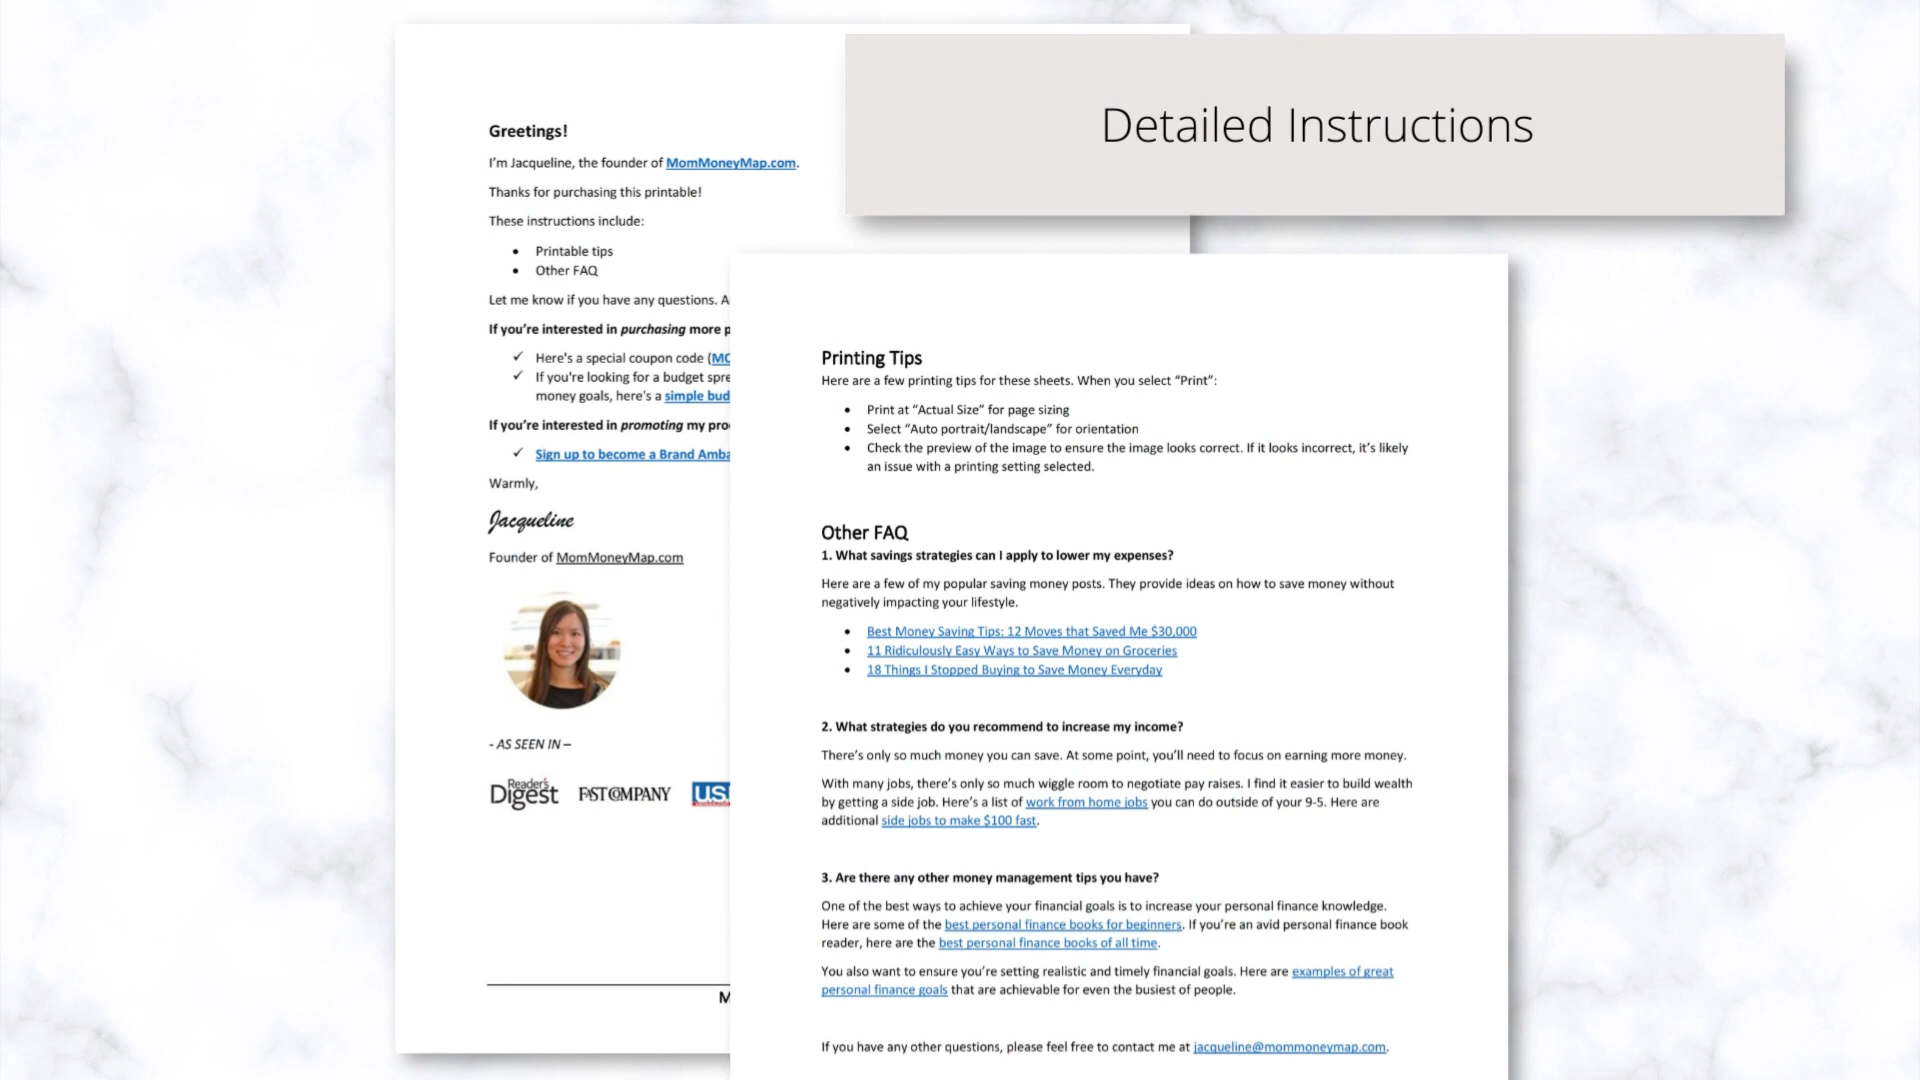 Detailed Instructions
Greetings!
I'm Jacqueline, the founder of MomMoneyMap.com.
Thanks for purchasing this printable!
These instructions include:
• Printable tips
• Other FAQ
Let me know if you have any questions.
If you're interested in purchasing more
✓ Here's a special coupon code (
✓ If you're looking for a budget
money goals, here's a simple
If you're interested in promoting my
✓ Sign up to become a Brand
Warmly,
Jacqueline
Founder of MomMoneyMap.com
- AS SEEN IN –
Reader's Digest FAST COMPANY
Printing Tips
Here are a few printing tips for these sheets. When you select “Print”:
• Print at “Actual Size” for page sizing
• Select “Auto portrait/landscape” for orientation
• Check the preview of the image to ensure the image looks correct. If it looks incorrect, it's likely
an issue with a printing setting selected.
Other FAQ
1. What savings strategies can I apply to lower my expenses?
Here are a few of my popular saving money posts. They provide ideas on how to save money without
negatively impacting your lifestyle.
• Best Money Saving Tips: 12 Moves that Saved Me $30,000
• 11 Ridiculously Easy Ways to Save Money on Groceries
• 18 Things I Stopped Buying to Save Money Everyday
2. What strategies do you recommend to increase my income?
There's only so much money you can save. At some point, you'll need to focus on earning more money.
With many jobs, there's only so much wiggle room to negotiate pay raises. I find it easier to build wealth
by getting a side job. Here's a list of work from home jobs you can do outside of your 9-5. Here are
additional side jobs to make $100 fast.
3. Are there any other money management tips you have?
One of the best ways to achieve your financial goals is to increase your personal finance knowledge.
Here are some of the best personal finance books for beginners. If you're an avid personal finance book
reader, here are the best personal finance books of all time.
You also want to ensure you're setting realistic and timely financial goals. Here are examples of great
personal finance goals that are achievable for even the busiest of people.
If you have any other questions, please feel free to contact me at jacqueline@mommoneymap.com.